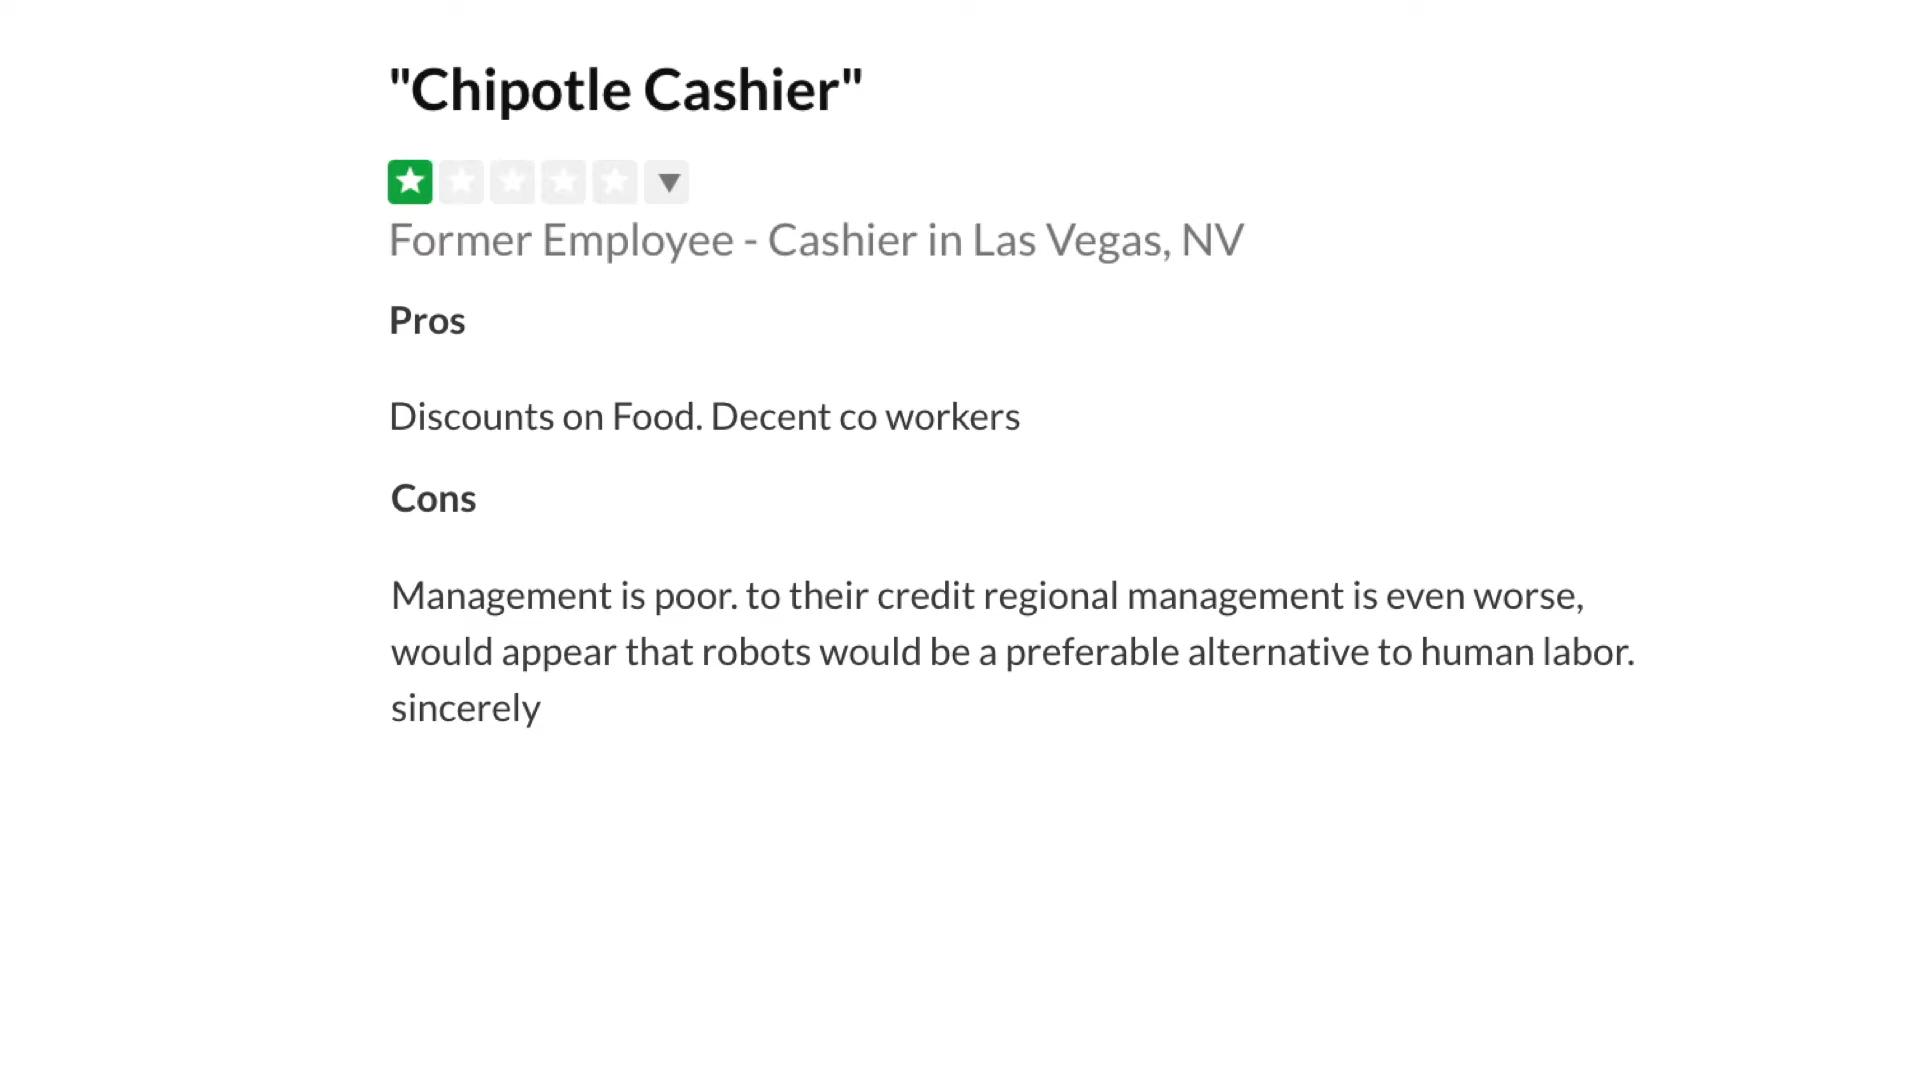 "Chipotle Cashier"
Former Employee - Cashier in Las Vegas, NV
Pros
Discounts on Food. Decent co workers
Cons
Management is poor. to their credit regional management is even worse,
would appear that robots would be a preferable alternative to human labor.
sincerely